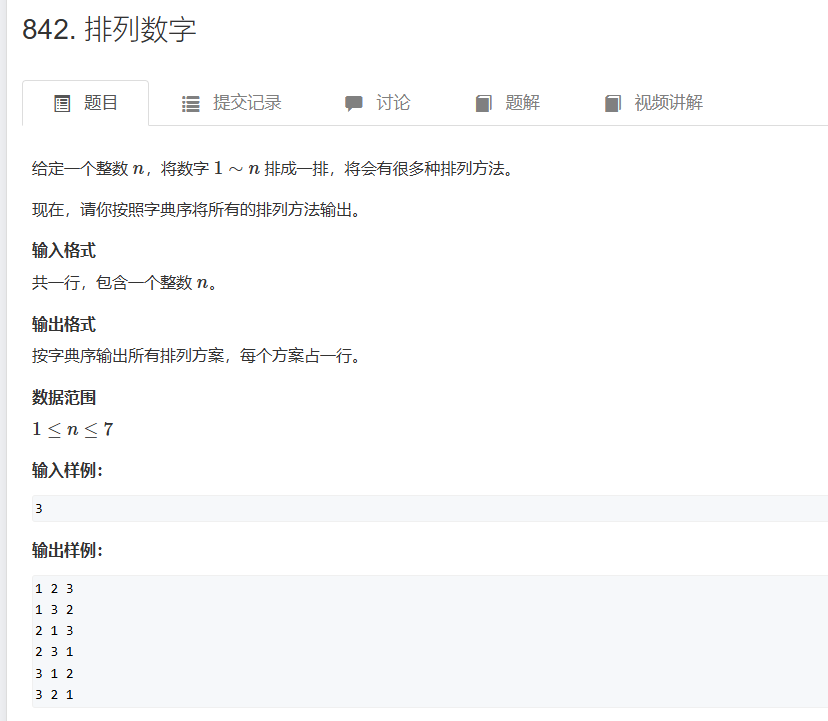 842. 排列数字
题目 提交记录 讨论 题解 视频讲解
给定一个整数 n，将数字 1 ∼ n 排成一排，将会有很多种排列方法。
现在，请你按照字典序将所有的排列方法输出。
输入格式
共一行，包含一个整数 n。
输出格式
按字典序输出所有排列方案，每个方案占一行。
数据范围
1 ≤ n ≤ 7
输入样例：
3
输出样例：
1 2 3
1 3 2
2 1 3
2 3 1
3 1 2
3 2 1